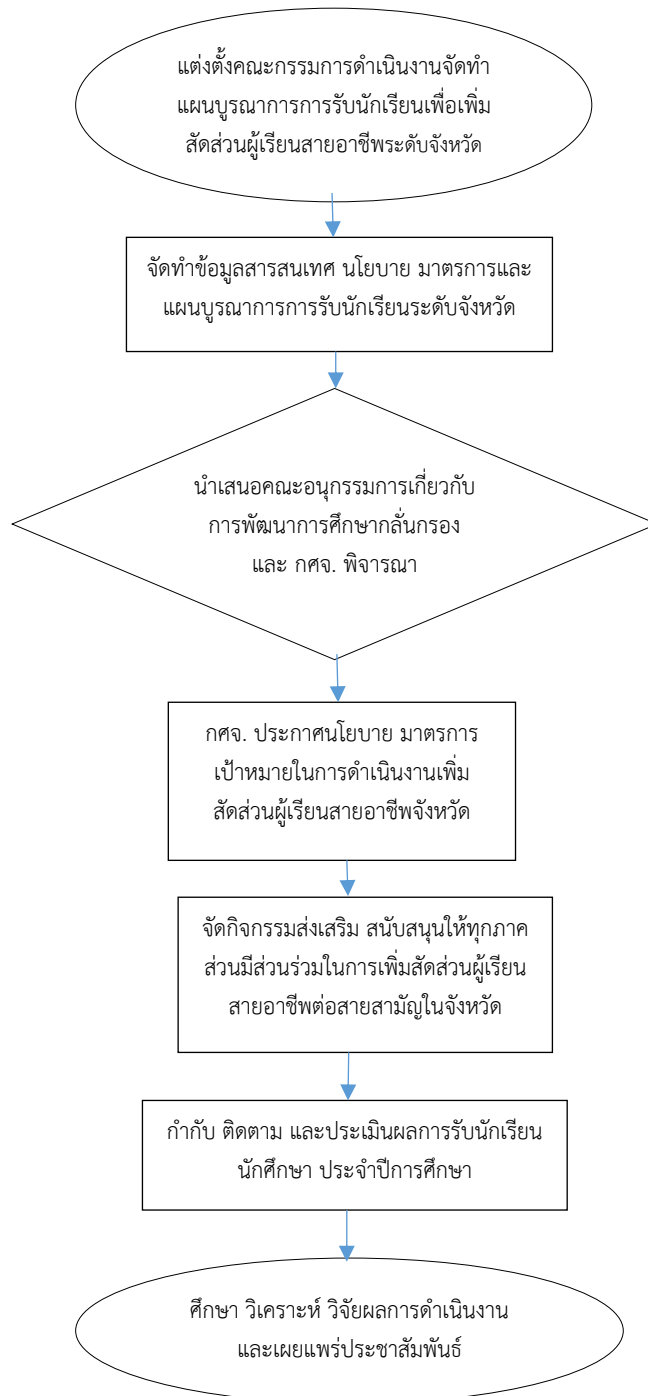 แต่งตั้งคณะกรรมการดำเนินงานจัดทำ
แผนบูรณาการการรับนักเรียนเพื่อเพิ่ม
สัดส่วนผู้เรียนสายอาชีพระดับจังหวัด
จัดทำข้อมูลสารสนเทศ นโยบาย มาตรการและ
แผนบูรณาการการรับนักเรียนระดับจังหวัด
นำเสนอคณะอนุกรรมการเกี่ยวกับ
การพัฒนาการศึกษากลั่นกรอง
และ กศจ. พิจารณา
กศจ. ประกาศนโยบาย มาตรการ
เป้าหมายในการดำเนินงานเพิ่ม
สัดส่วนผู้เรียนสายอาชีพจังหวัด
จัดกิจกรรมส่งเสริม สนับสนุนให้ทุกภาค
ส่วนมีส่วนร่วมในการเพิ่มสัดส่วนผู้เรียน
สายอาชีพต่อสายสามัญในจังหวัด
กำกับ ติดตาม และประเมินผลการรับนักเรียน
นักศึกษา ประจำปีการศึกษา
ศึกษา วิเคราะห์ วิจัยผลการดำเนินงาน
และเผยแพร่ประชาสัมพันธ์